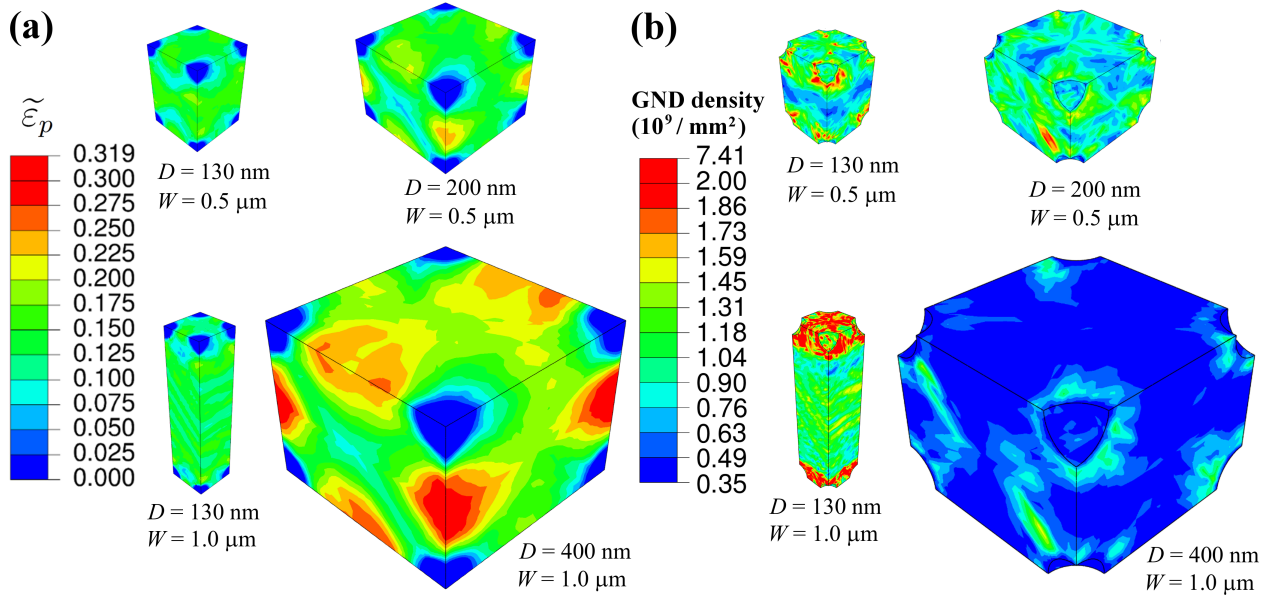 (a)
ε̃p
0.319
0.300
0.275
0.250
0.225
0.200
0.175
0.150
0.125
0.100
0.075
0.050
0.025
0.000
D = 130 nm
W = 0.5 μm
D = 200 nm
W = 0.5 μm
D = 130 nm
W = 1.0 μm
D = 400 nm
W = 1.0 μm
(b)
GND density
(10⁹ / mm²)
7.41
2.00
1.86
1.73
1.59
1.45
1.31
1.18
1.04
0.90
0.76
0.63
0.49
0.35
D = 130 nm
W = 0.5 μm
D = 200 nm
W = 0.5 μm
D = 130 nm
W = 1.0 μm
D = 400 nm
W = 1.0 μm